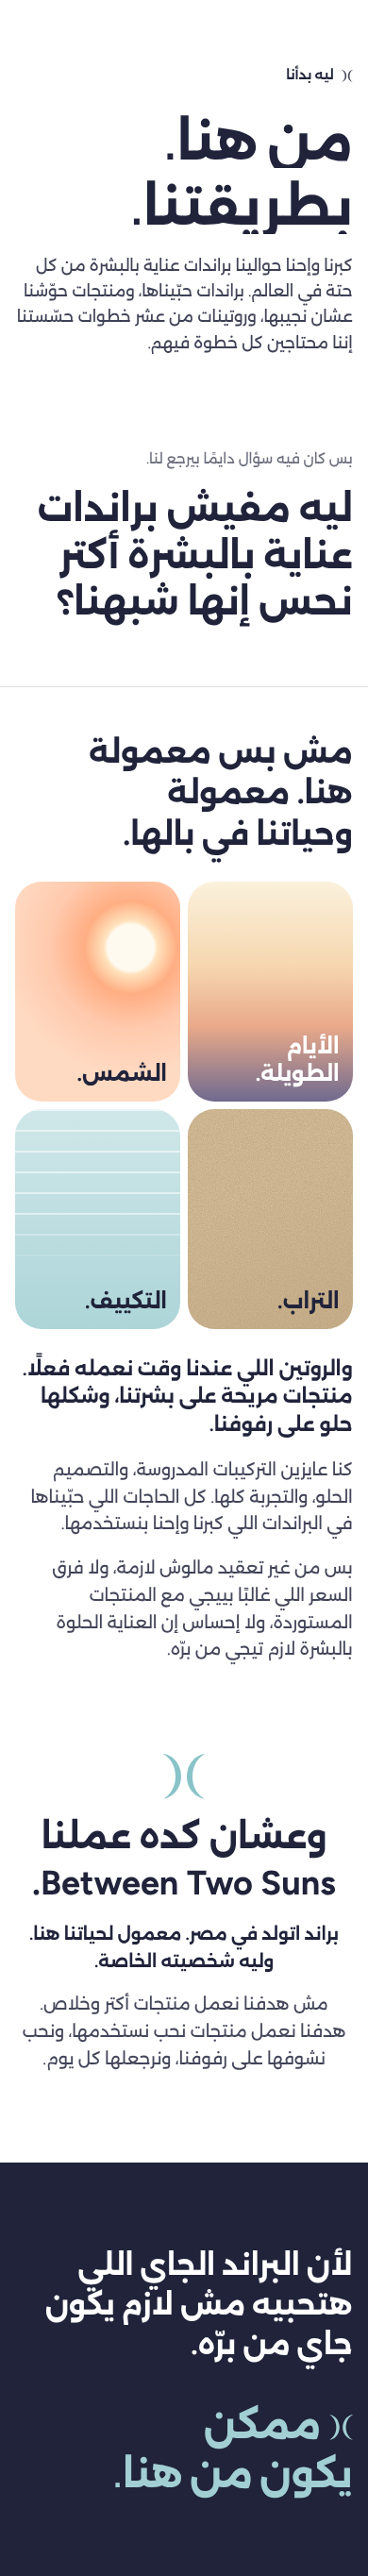 ليه بدأنا
من هنا.
بطريقتنا.
كبرنا وإحنا حوالينا براندات عناية بالبشرة من كل
حتة في العالم. براندات حبّيناها، ومنتجات حوّشنا
عشان نجيبها، وروتينات من عشر خطوات حسّستنا
إننا محتاجين كل خطوة فيهم.
بس كان فيه سؤال دايمًا بيرجع لنا.
ليه مفيش براندات
عناية بالبشرة أكتر
نحس إنها شبهنا؟
مش بس معمولة
هنا. معمولة
وحياتنا في بالها.
الأيام
الطويلة.
الشمس.
التراب.
التكييف.
والروتين اللي عندنا وقت نعمله فعلًا.
منتجات مريحة على بشرتنا، وشكلها
حلو على رفوفنا.
كنا عايزين التركيبات المدروسة، والتصميم
الحلو، والتجربة كلها. كل الحاجات اللي حبّيناها
في البراندات اللي كبرنا وإحنا بنستخدمها.
بس من غير تعقيد مالوش لازمة، ولا فرق
السعر اللي غالبًا بييجي مع المنتجات
المستوردة، ولا إحساس إن العناية الحلوة
بالبشرة لازم تيجي من برّه.
وعشان كده عملنا
Between Two Suns.
براند اتولد في مصر. معمول لحياتنا هنا.
وليه شخصيته الخاصة.
مش هدفنا نعمل منتجات أكتر وخلاص.
هدفنا نعمل منتجات نحب نستخدمها، ونحب
نشوفها على رفوفنا، ونرجعلها كل يوم.
لأن البراند الجاي اللي
هتحبيه مش لازم يكون
جاي من برّه.
ممكن
يكون من هنا.